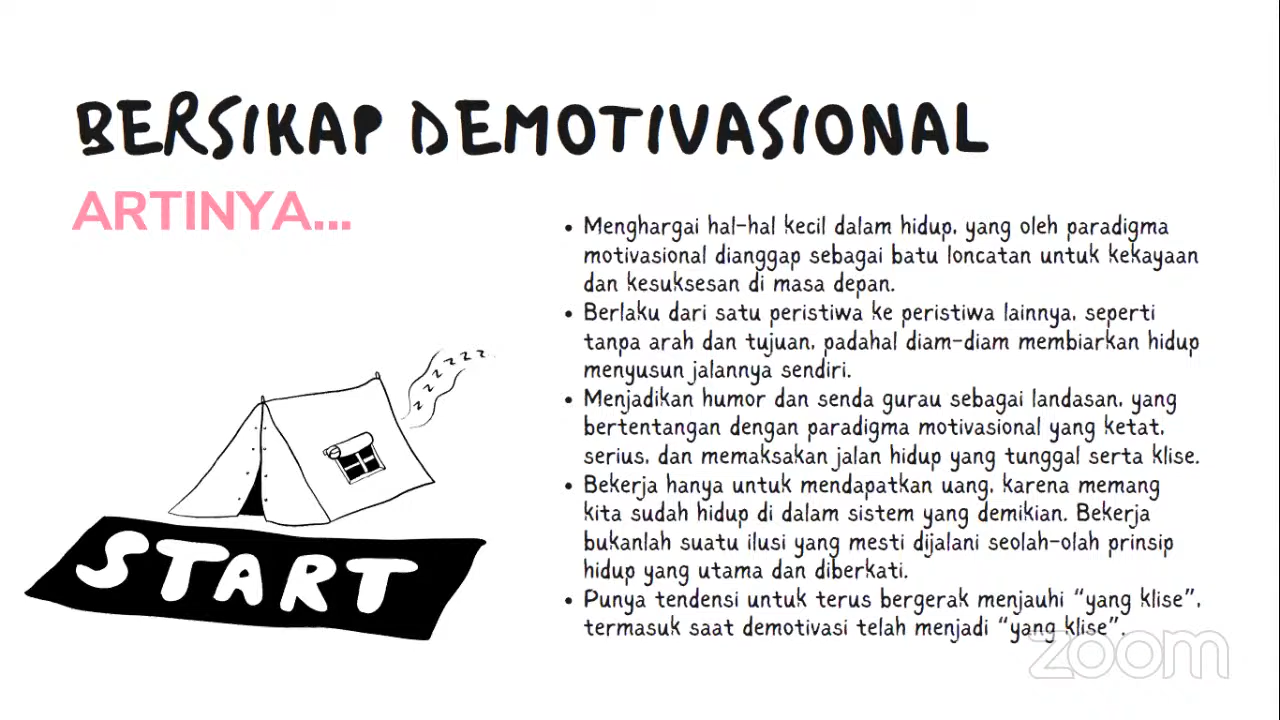 BERSIKAP DEMOTIVASIONAL
ARTINYA...
• Menghargai hal-hal kecil dalam hidup, yang oleh paradigma
motivasional dianggap sebagai batu loncatan untuk kekayaan
dan kesuksesan di masa depan.
• Berlaku dari satu peristiwa ke peristiwa lainnya, seperti
tanpa arah dan tujuan, padahal diam-diam membiarkan hidup
menyusun jalannya sendiri.
• Menjadikan humor dan senda gurau sebagai landasan, yang
bertentangan dengan paradigma motivasional yang ketat,
serius, dan memaksakan jalan hidup yang tunggal serta klise.
• Bekerja hanya untuk mendapatkan uang, karena memang
kita sudah hidup di dalam sistem yang demikian. Bekerja
bukanlah suatu ilusi yang mesti dijalani seolah-olah prinsip
hidup yang utama dan diberkati.
• Punya tendensi untuk terus bergerak menjauhi “yang klise”,
termasuk saat demotivasi telah menjadi “yang klise”.
z z z z z z z
START
zoom